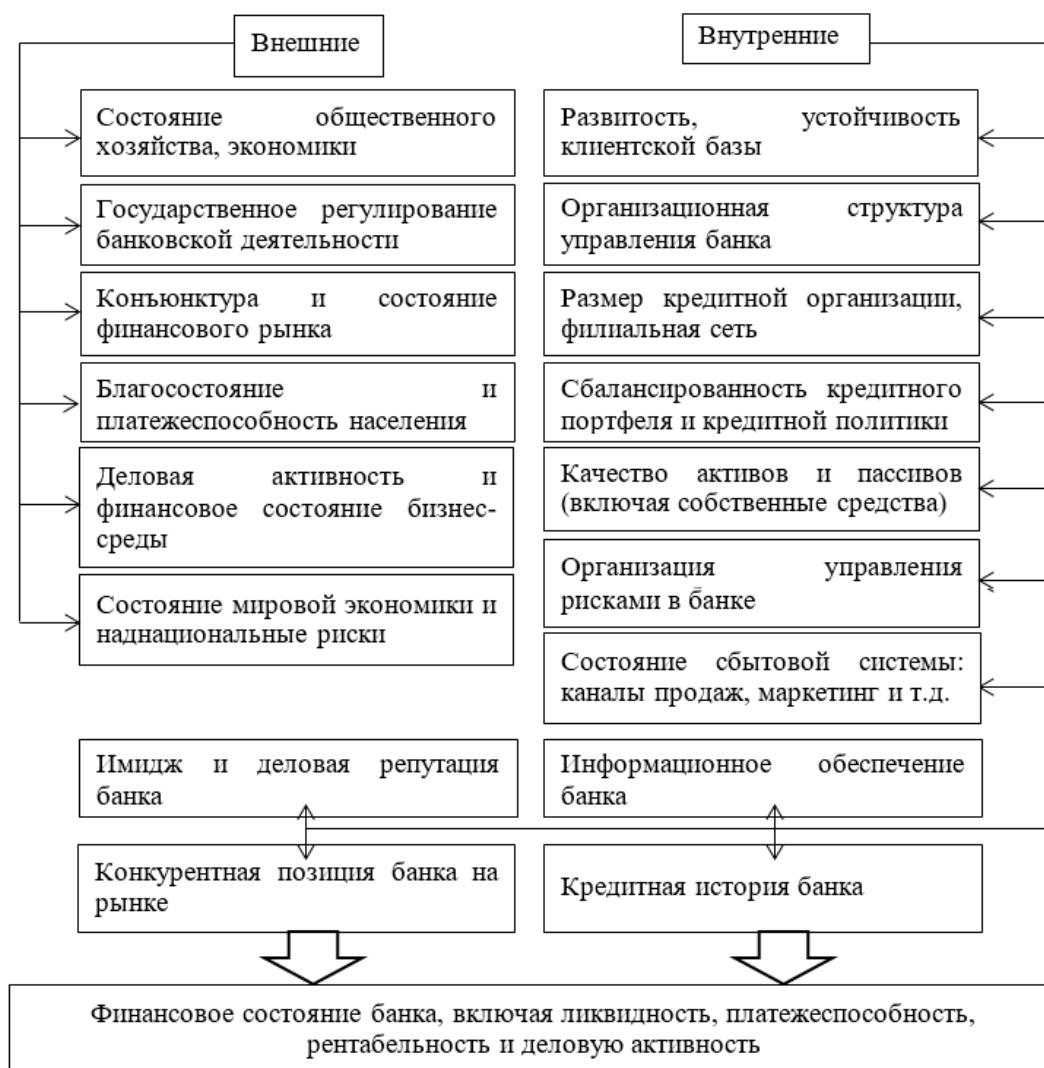 Внешние
Внутренние
Состояние общественного
хозяйства, экономики
Государственное регулирование
банковской деятельности
Конъюнктура и состояние
финансового рынка
Благосостояние и
платежеспособность населения
Деловая активность и
финансовое состояние бизнес-
среды
Состояние мировой экономики и
наднациональные риски
Развитость, устойчивость
клиентской базы
Организационная структура
управления банка
Размер кредитной организации,
филиальная сеть
Сбалансированность кредитного
портфеля и кредитной политики
Качество активов и пассивов
(включая собственные средства)
Организация управления
рисками в банке
Состояние сбытовой системы:
каналы продаж, маркетинг и т.д.
Имидж и деловая репутация
банка
Информационное обеспечение
банка
Конкурентная позиция банка на
рынке
Кредитная история банка
Финансовое состояние банка, включая ликвидность, платежеспособность,
рентабельность и деловую активность